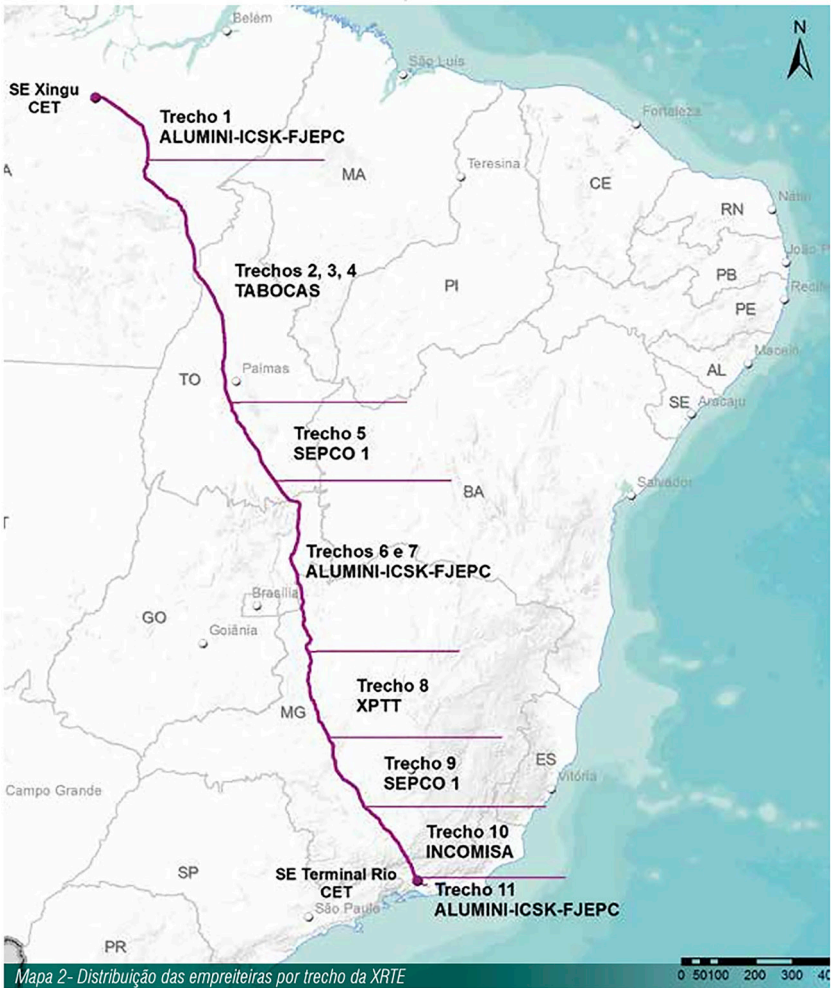 Belém
N
SE Xingu
CET
São Luís
Trecho 1
ALUMINI-ICSK-FJEPC
Fortaleza
Teresina
MA
CE
RN
Natal
Trechos 2, 3, 4
TABOCAS
PI
PB
João P
PE
Recife
Maceió
AL
TO
Palmas
SE
Aracaju
Trecho 5
SEPCO 1
BA
Salvador
T
Trechos 6 e 7
ALUMINI-ICSK-FJEPC
Brasília
GO
Goiânia
Trecho 8
XPTT
MG
Trecho 9
SEPCO 1
ES
Vitória
Campo Grande
Trecho 10
INCOMISA
SP
SE Terminal Rio
CET
Trecho 11
ALUMINI-ICSK-FJEPC
São Paulo
PR
Mapa 2- Distribuição das empreiteiras por trecho da XRTE
0 50 100 200 300 40